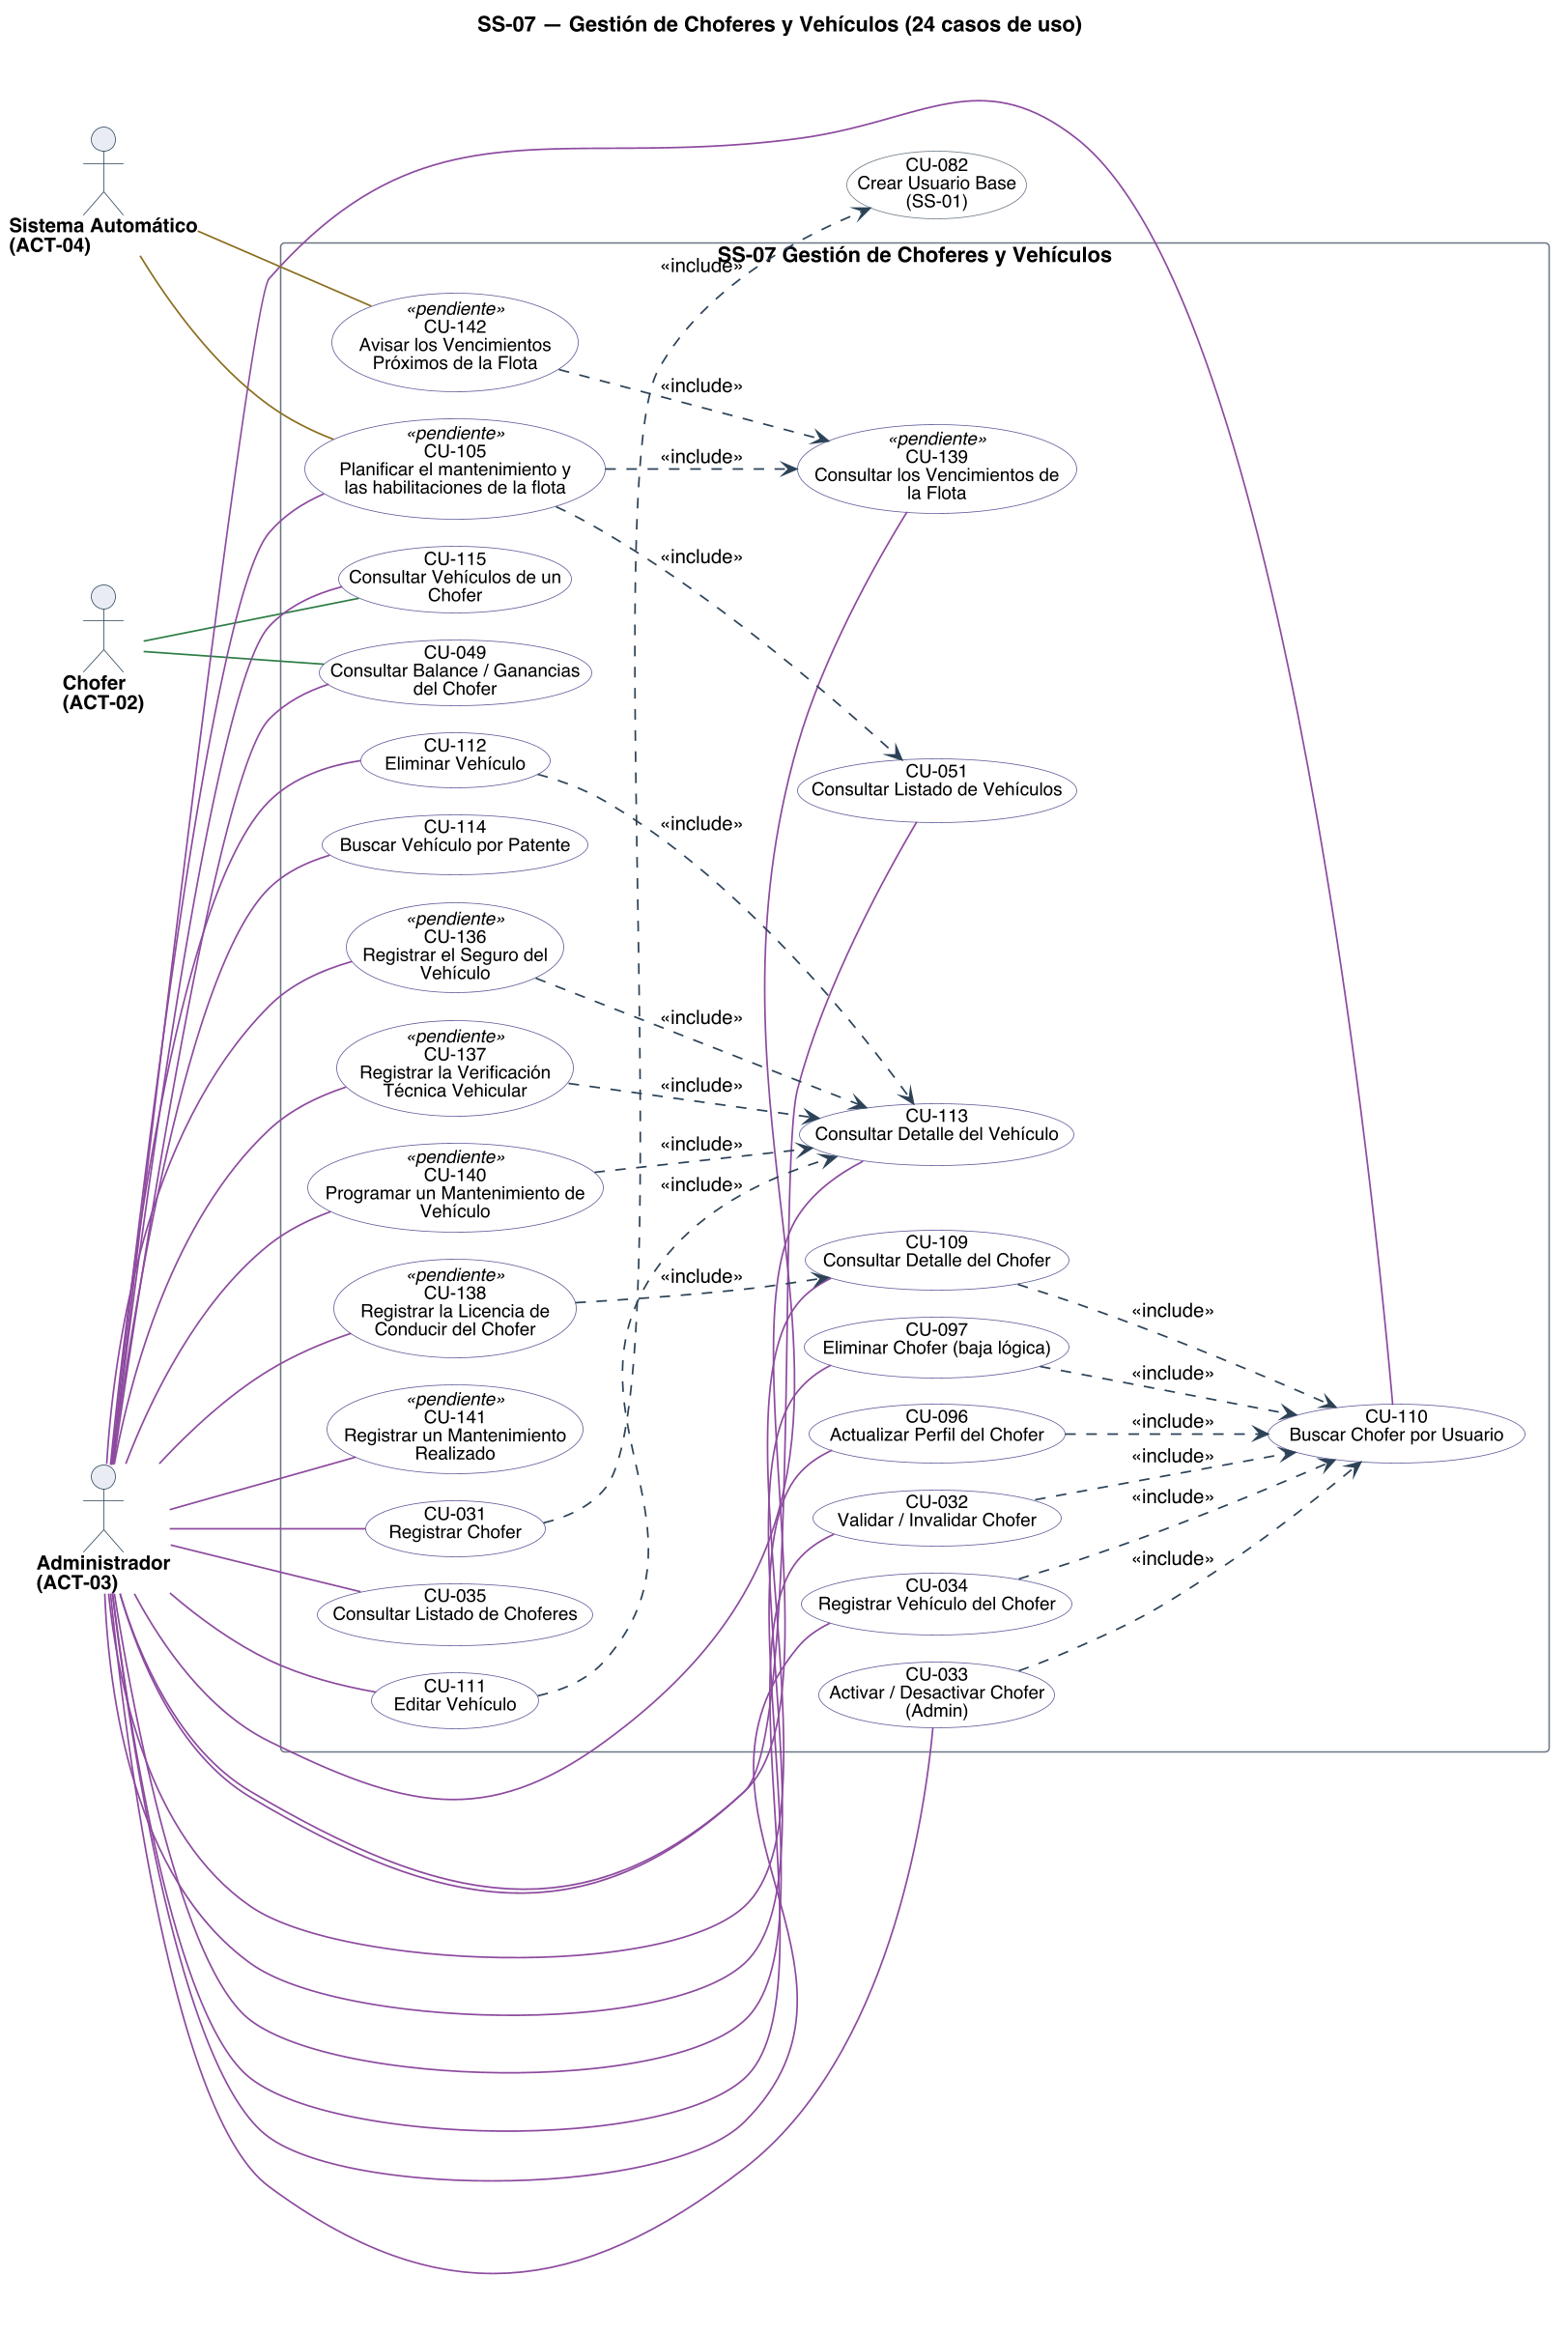 SS-07 — Gestión de Choferes y Vehículos (24 casos de uso)
Sistema Automático
(ACT-04)
Chofer
(ACT-02)
Administrador
(ACT-03)
CU-082
Crear Usuario Base
(SS-01)
SS-07 Gestión de Choferes y Vehículos
«include»
«pendiente»
CU-142
Avisar los Vencimientos
Próximos de la Flota
«include»
«pendiente»
CU-105
Planificar el mantenimiento y
las habilitaciones de la flota
«include»
«pendiente»
CU-139
Consultar los Vencimientos de
la Flota
«include»
CU-115
Consultar Vehículos de un
Chofer
CU-049
Consultar Balance / Ganancias
del Chofer
CU-112
Eliminar Vehículo
CU-051
Consultar Listado de Vehículos
«include»
CU-114
Buscar Vehículo por Patente
«pendiente»
CU-136
Registrar el Seguro del
Vehículo
«include»
«pendiente»
CU-137
Registrar la Verificación
Técnica Vehicular
«include»
CU-113
Consultar Detalle del Vehículo
«include»
«pendiente»
CU-140
Programar un Mantenimiento de
Vehículo
«include»
CU-109
Consultar Detalle del Chofer
«pendiente»
CU-138
Registrar la Licencia de
Conducir del Chofer
«include»
«include»
CU-097
Eliminar Chofer (baja lógica)
«include»
«pendiente»
CU-141
Registrar un Mantenimiento
Realizado
CU-096
Actualizar Perfil del Chofer
«include»
CU-110
Buscar Chofer por Usuario
«include»
CU-031
Registrar Chofer
CU-032
Validar / Invalidar Chofer
«include»
CU-035
Consultar Listado de Choferes
CU-034
Registrar Vehículo del Chofer
«include»
CU-111
Editar Vehículo
CU-033
Activar / Desactivar Chofer
(Admin)